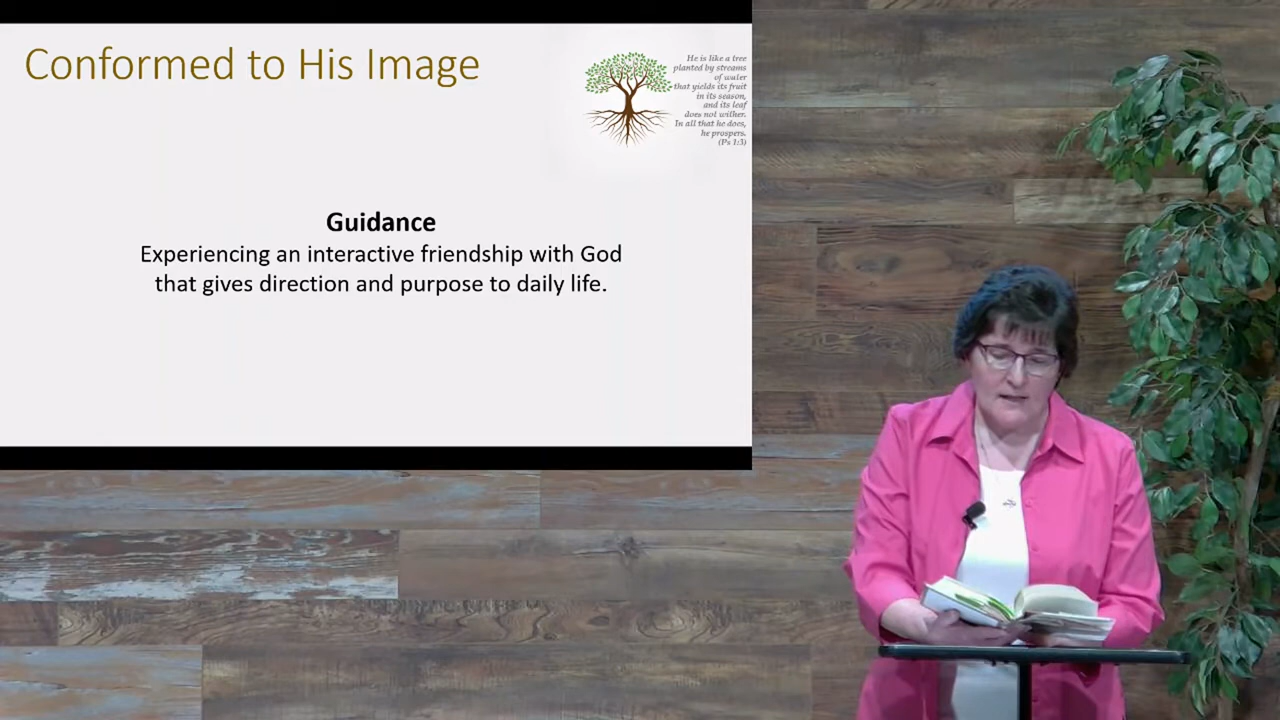 Conformed to His Image
He is like a tree
planted by streams
of water
that yields its fruit
in its season,
and its leaf
does not wither.
In all that he does,
he prospers.
(Ps 1:3)
Guidance
Experiencing an interactive friendship with God
that gives direction and purpose to daily life.